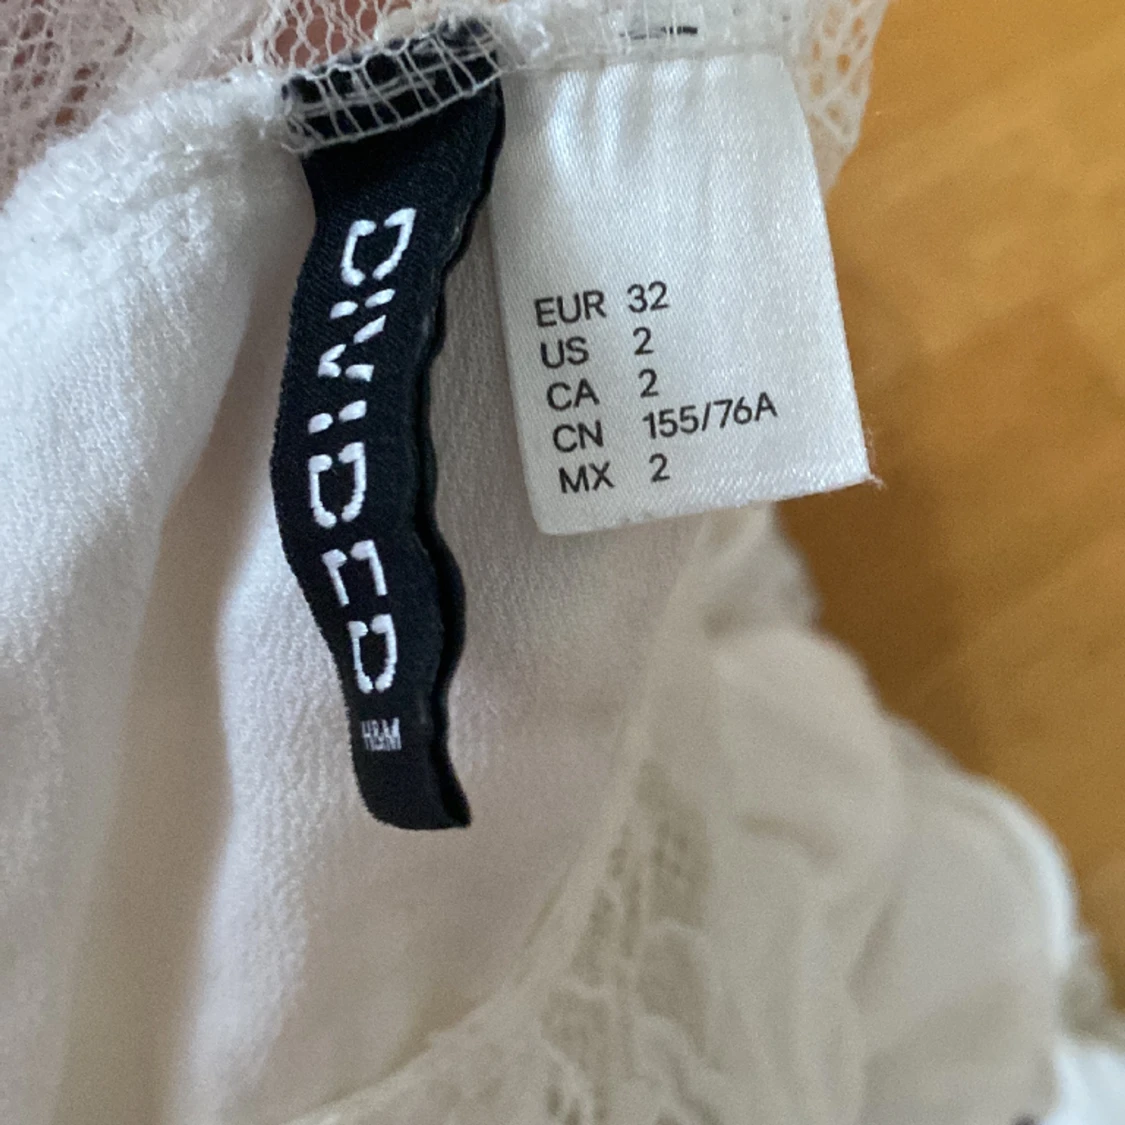 DIVIDED
H&M
EUR 32
US 2
CA 2
CN 155/76A
MX 2